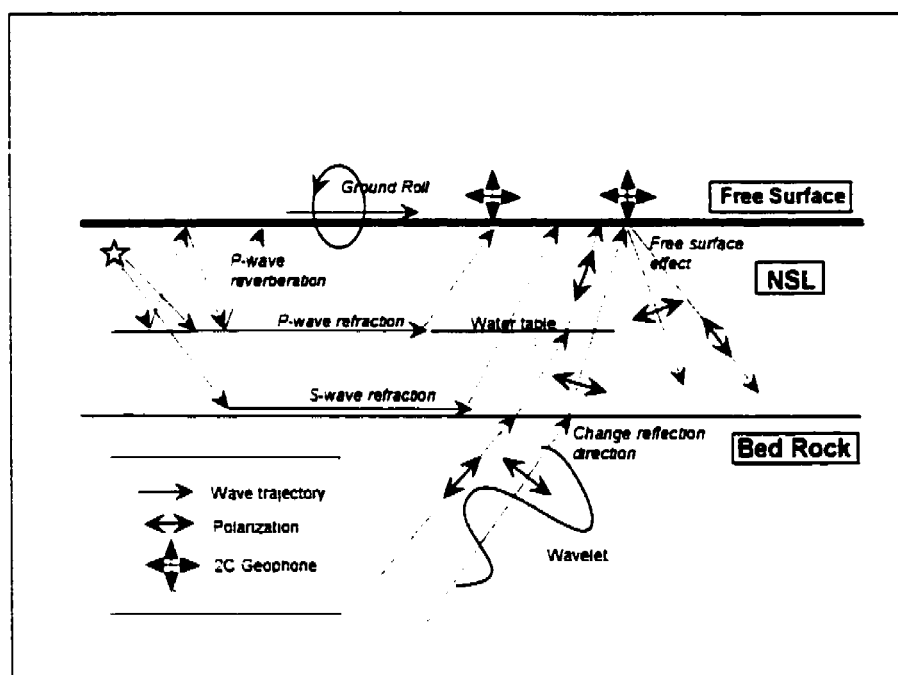 Free Surface
Ground Roll
Free surface
effect
NSL
P-wave
reverberation
P-wave refraction
Water table
S-wave refraction
Change reflection
direction
Bed Rock
Wave trajectory
Polarization
2C Geophone
Wavelet